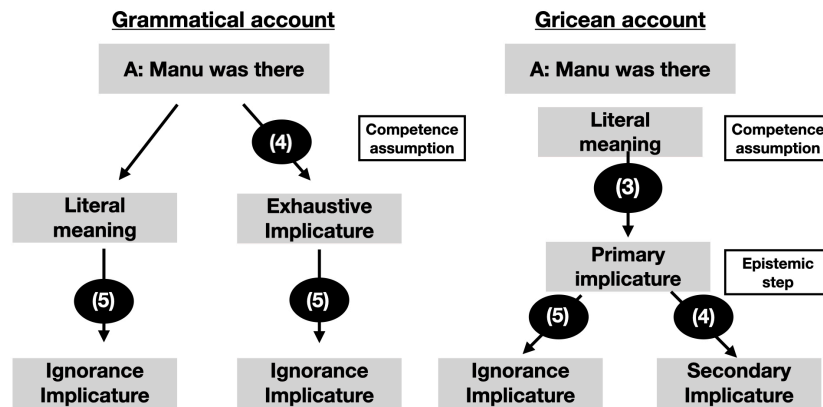 Grammatical account
A: Manu was there
(4)
Competence
assumption
Literal
meaning
Exhaustive
Implicature
(5)
(5)
Ignorance
Implicature
Ignorance
Implicature
Gricean account
A: Manu was there
Literal
meaning
Competence
assumption
(3)
Primary
implicature
Epistemic
step
(5)
(4)
Ignorance
Implicature
Secondary
Implicature